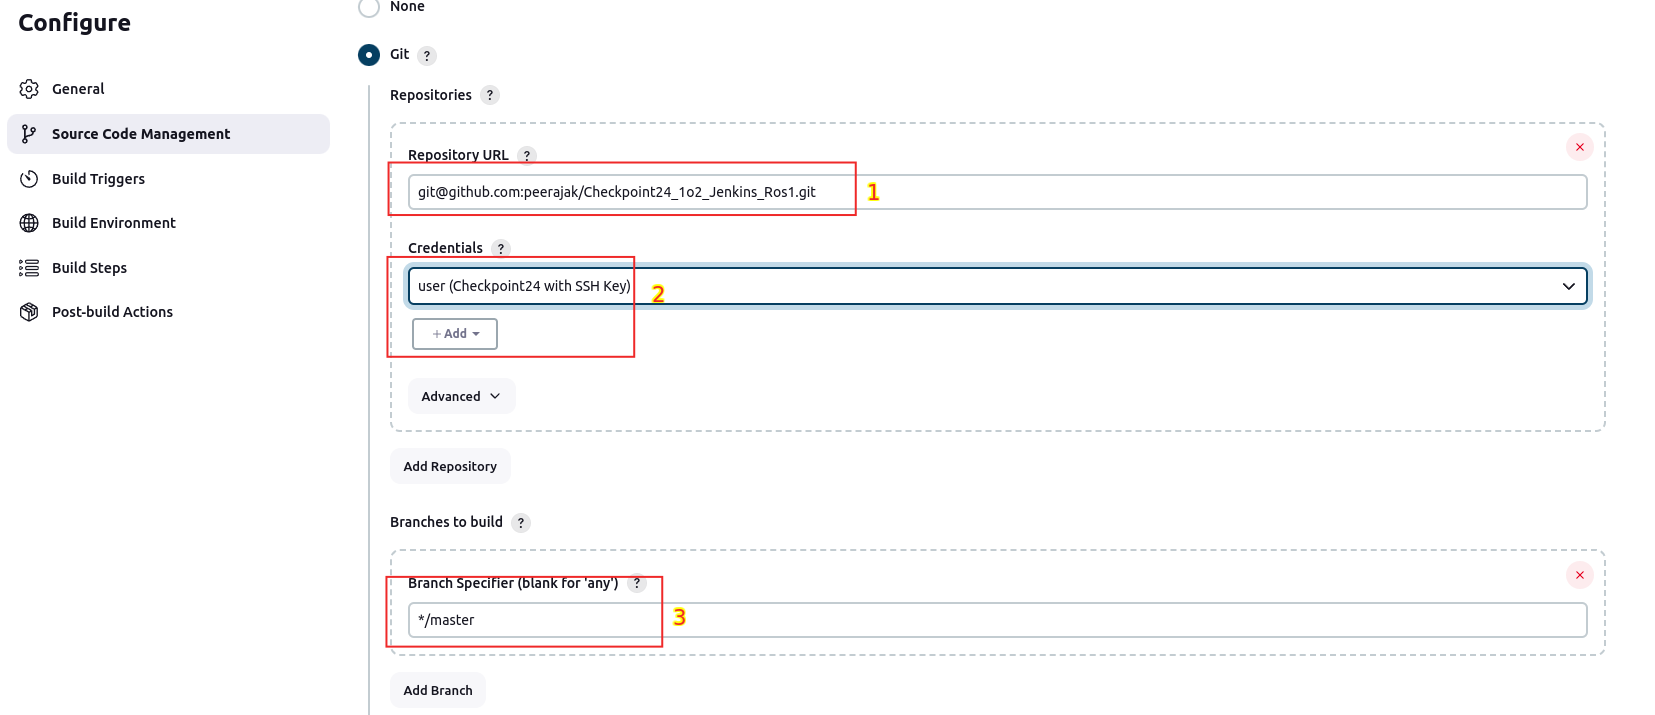 Configure
General
Source Code Management
Build Triggers
Build Environment
Build Steps
Post-build Actions
None
Git ?
Repositories ?
Repository URL ?
git@github.com:peerajak/Checkpoint24_1o2_Jenkins_Ros1.git 1
Credentials ?
user (Checkpoint24 with SSH Key) 2
+ Add
Advanced
Add Repository
Branches to build ?
Branch Specifier (blank for 'any') ?
*/master 3
Add Branch